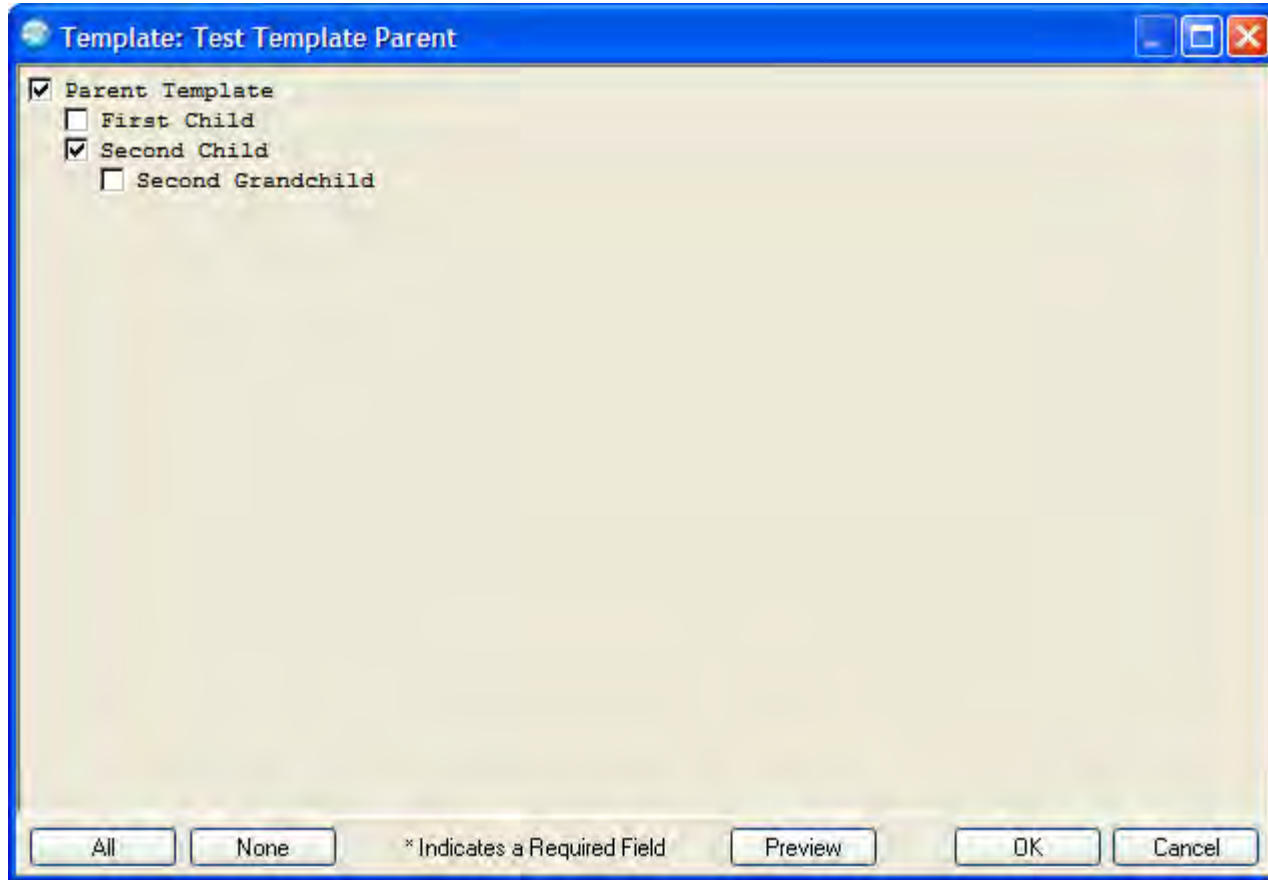 Template: Test Template Parent
Parent Template
First Child
Second Child
Second Grandchild
All None * Indicates a Required Field Preview OK Cancel